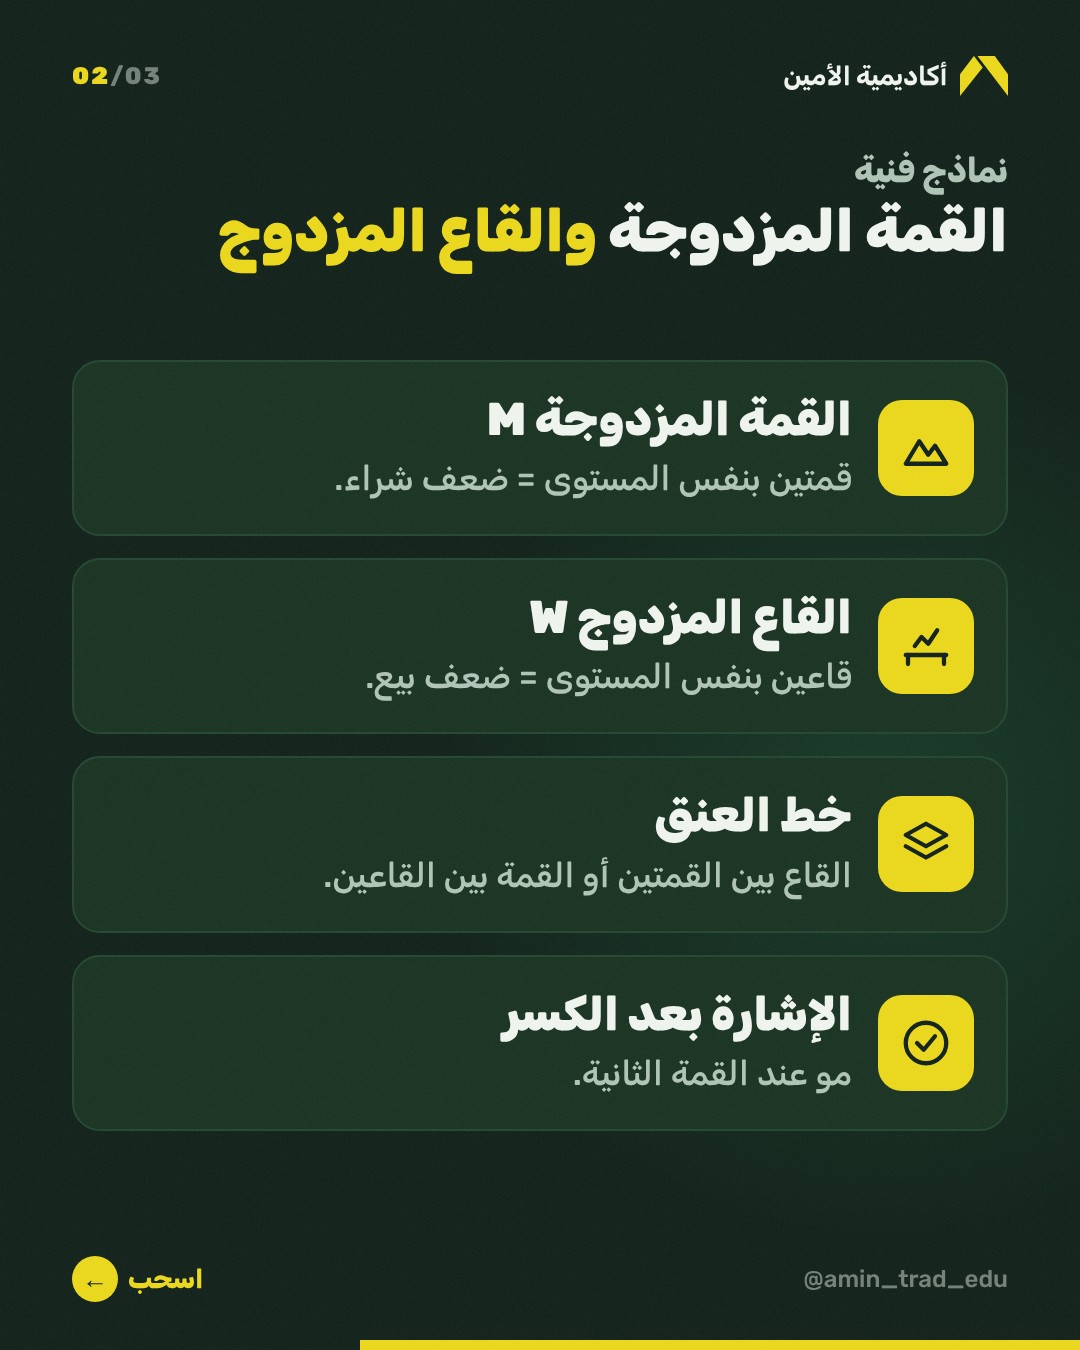 أكاديمية الأمين
02/03
نماذج فنية
القمة المزدوجة والقاع المزدوج
القمة المزدوجة M
قمتين بنفس المستوى = ضعف شراء.
القاع المزدوج W
قاعين بنفس المستوى = ضعف بيع.
خط العنق
القاع بين القمتين أو القمة بين القاعين.
الإشارة بعد الكسر
مو عند القمة الثانية.
@amin_trad_edu
اسحب ←